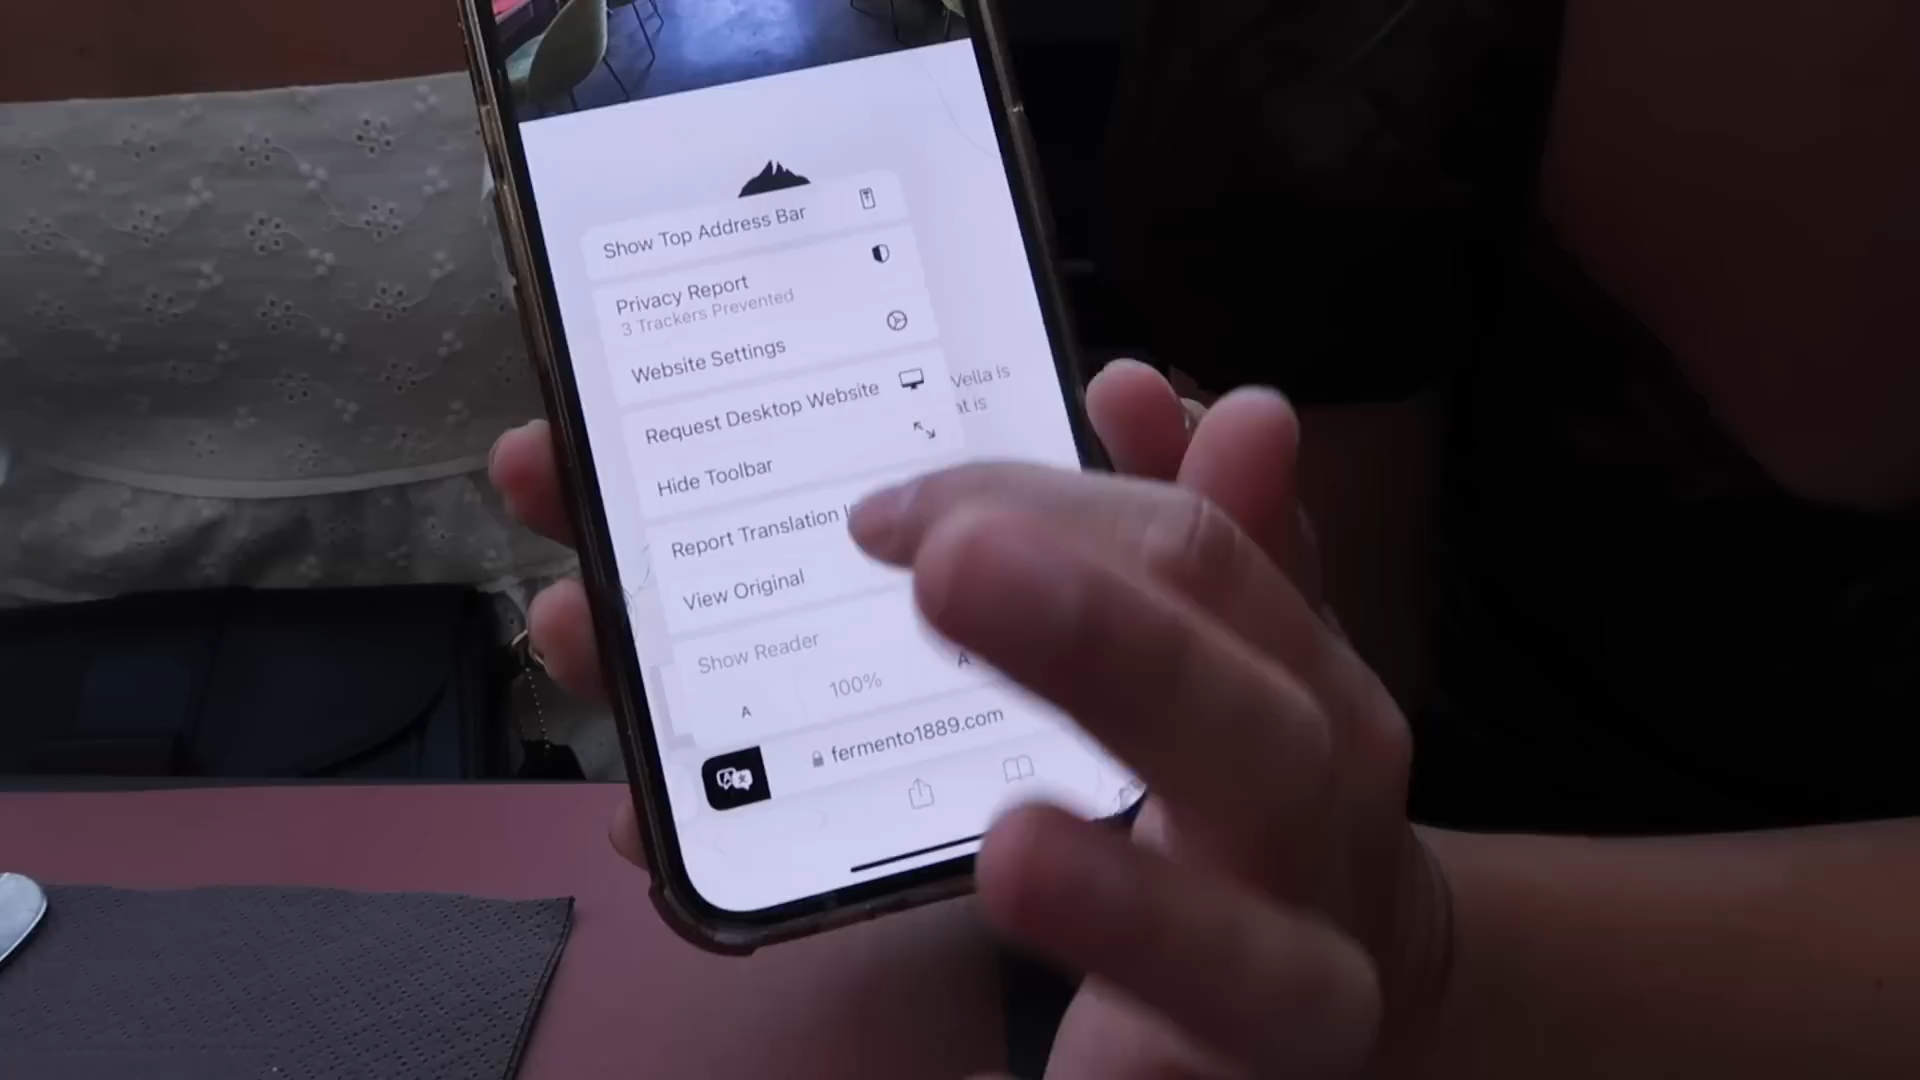 Show Top Address Bar
Privacy Report
3 Trackers Prevented
Website Settings
Request Desktop Website
Vella is
at is
Hide Toolbar
Report Translation
View Original
Show Reader
A
100%
A
fermento1889.com